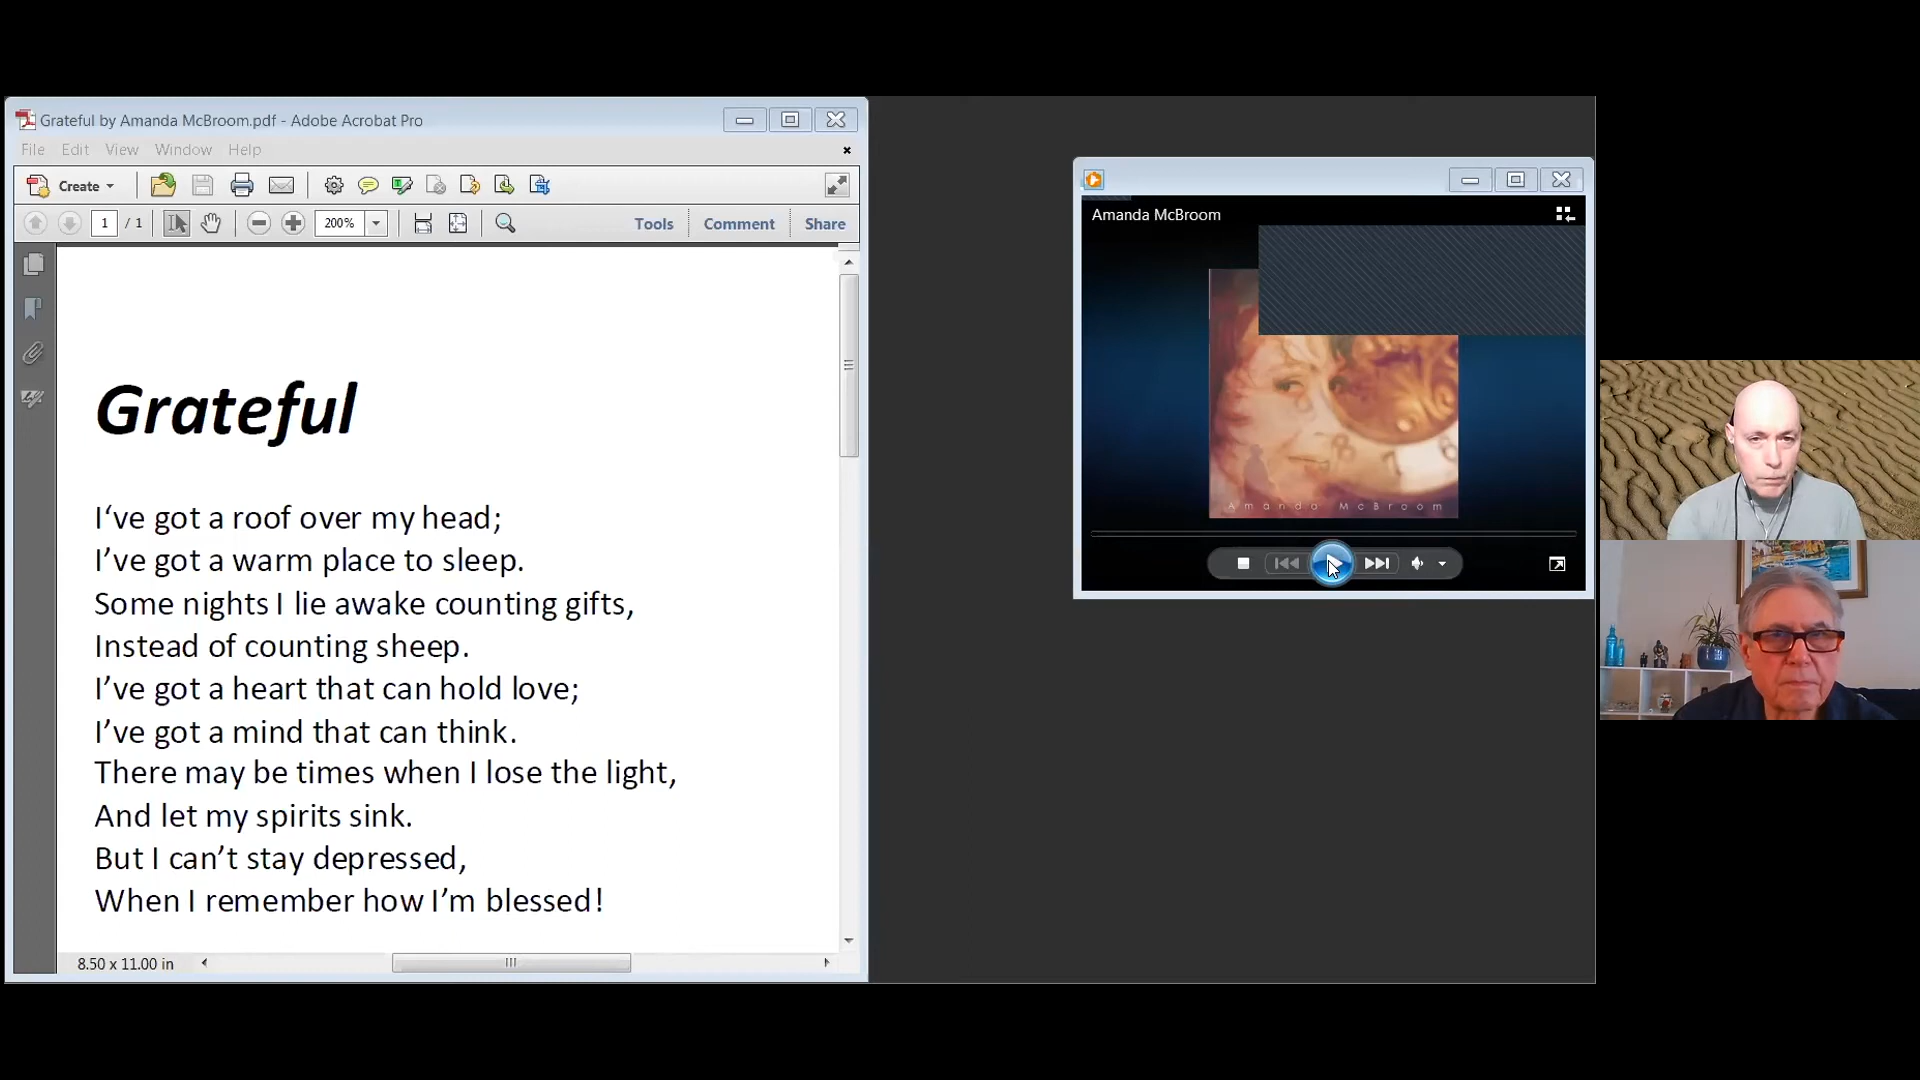 Grateful by Amanda McBroom.pdf - Adobe Acrobat Pro
File Edit View Window Help
Create
1 / 1 200% Tools Comment Share
Grateful
I‘ve got a roof over my head;
I’ve got a warm place to sleep.
Some nights I lie awake counting gifts,
Instead of counting sheep.
I’ve got a heart that can hold love;
I’ve got a mind that can think.
There may be times when I lose the light,
And let my spirits sink.
But I can’t stay depressed,
When I remember how I’m blessed!
8.50 x 11.00 in
Amanda McBroom
8 7
Amanda McBroom